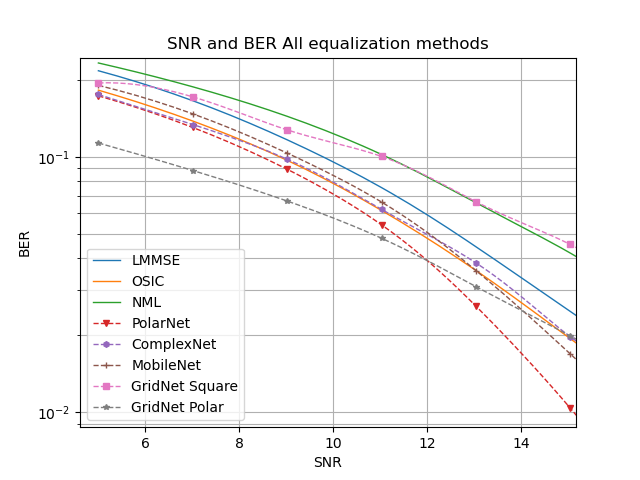 SNR and BER All equalization methods
BER
10⁻¹
10⁻²
LMMSE
OSIC
NML
PolarNet
ComplexNet
MobileNet
GridNet Square
GridNet Polar
6 8 10 12 14
SNR